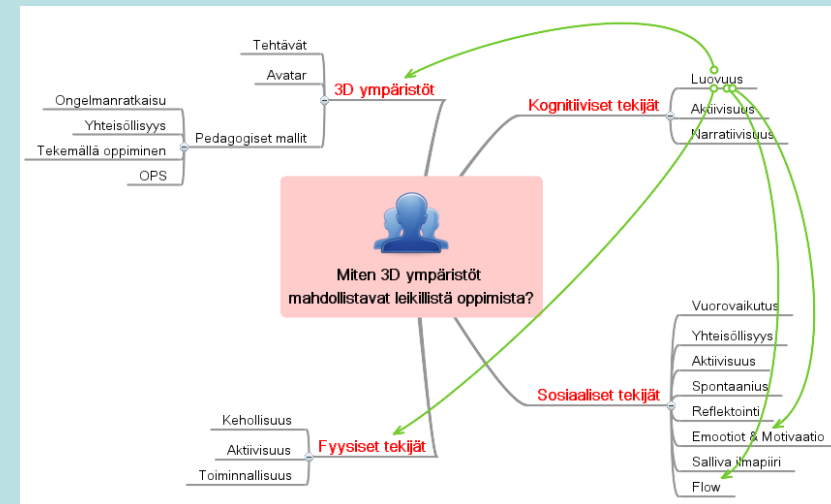 Tehtävät
Avatar
3D ympäristöt
Ongelmanratkaisu
Yhteisöllisyys
Tekemällä oppiminen
OPS
Pedagogiset mallit
Kognitiiviset tekijät
Luovuus
Aktiivisuus
Narratiivisuus
Miten 3D ympäristöt
mahdollistavat leikillistä oppimista?
Sosiaaliset tekijät
Vuorovaikutus
Yhteisöllisyys
Aktiivisuus
Spontaanius
Reflektointi
Emootiot & Motivaatio
Salliva ilmapiiri
Flow
Fyysiset tekijät
Kehollisuus
Aktiivisuus
Toiminnallisuus